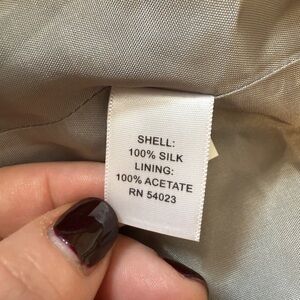 SHELL:
100% SILK
LINING:
100% ACETATE
RN 54023